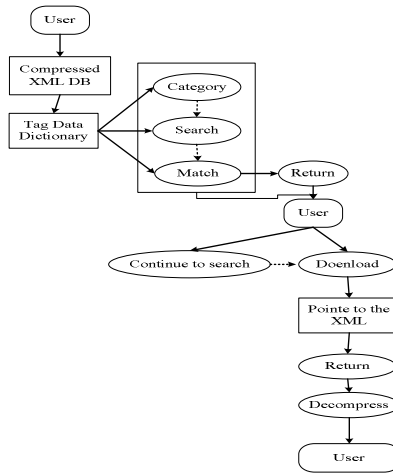 User
Compressed
XML DB
Tag Data
Dictionary
Category
Search
Match
Return
User
Continue to search
Doenload
Pointe to the
XML
Return
Decompress
User